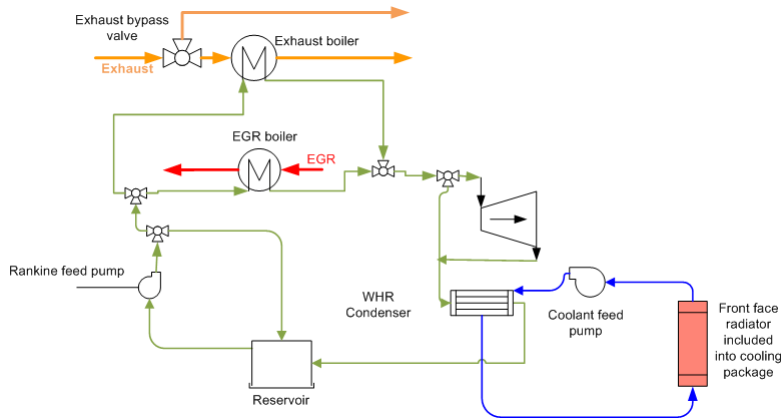 Exhaust bypass
valve
Exhaust boiler
Exhaust
EGR boiler
EGR
Rankine feed pump
WHR
Condenser
Coolant feed
pump
Front face
radiator
included
into cooling
package
Reservoir